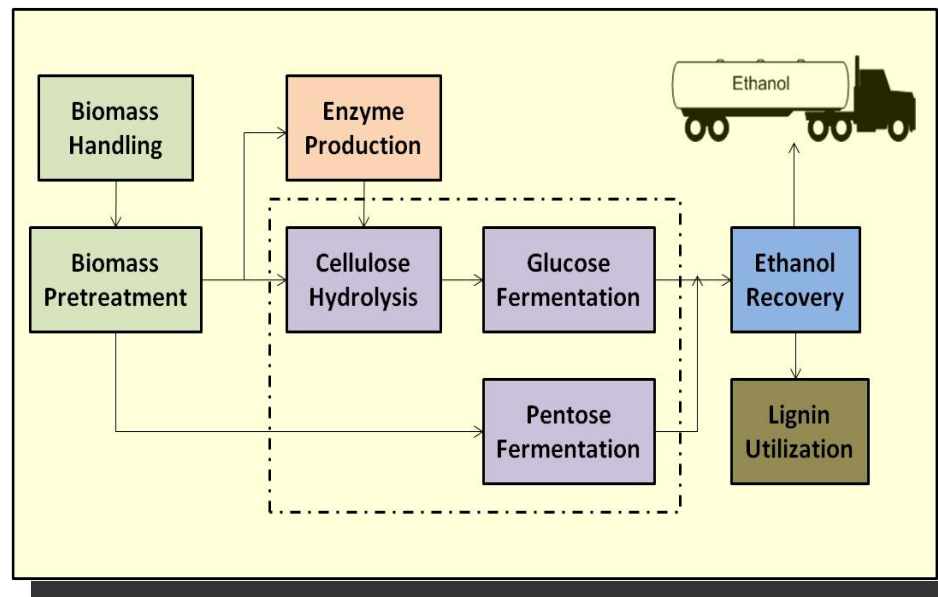 Biomass
Handling
Enzyme
Production
Ethanol
Biomass
Pretreatment
Cellulose
Hydrolysis
Glucose
Fermentation
Ethanol
Recovery
Pentose
Fermentation
Lignin
Utilization